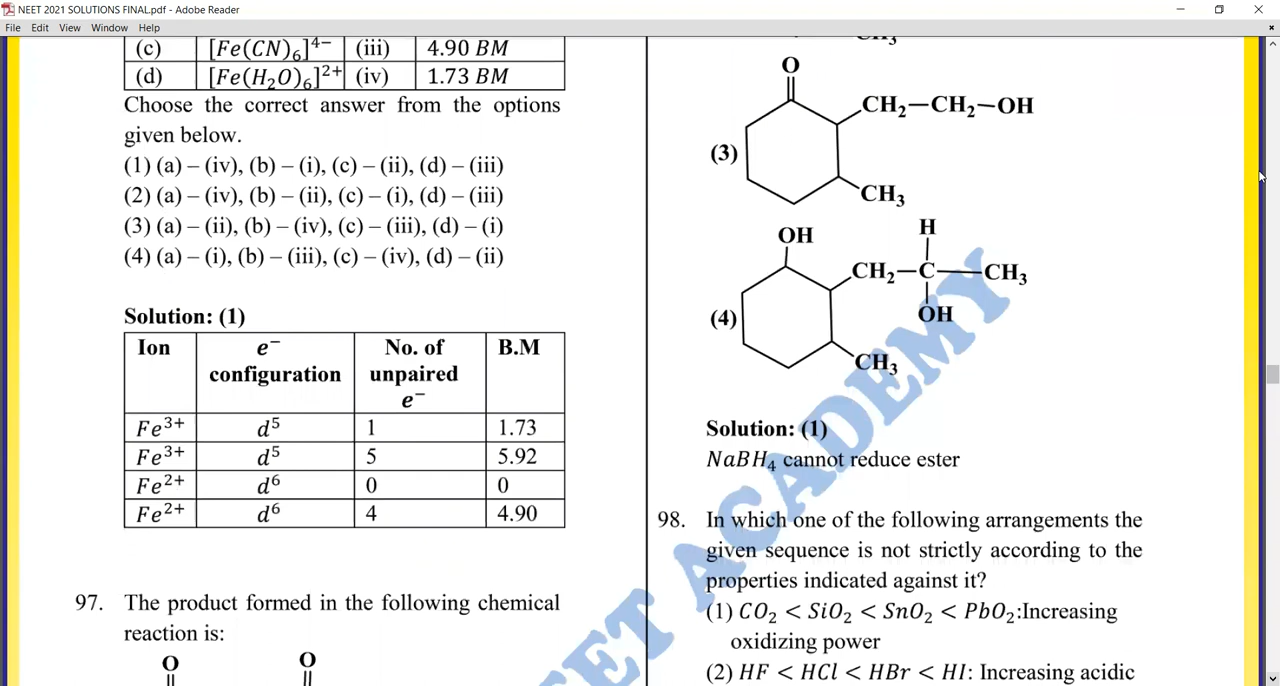 NEET 2021 SOLUTIONS FINAL.pdf - Adobe Reader
File Edit View Window Help
(c) [Fe(CN)₆]⁴⁻ (iii) 4.90 BM
(d) [Fe(H₂O)₆]²⁺ (iv) 1.73 BM
Choose the correct answer from the options
given below.
(1) (a) – (iv), (b) – (i), (c) – (ii), (d) – (iii)
(2) (a) – (iv), (b) – (ii), (c) – (i), (d) – (iii)
(3) (a) – (ii), (b) – (iv), (c) – (iii), (d) – (i)
(4) (a) – (i), (b) – (iii), (c) – (iv), (d) – (ii)
Solution: (1)
Ion e⁻ configuration No. of unpaired e⁻ B.M
Fe³⁺ d⁵ 1 1.73
Fe³⁺ d⁵ 5 5.92
Fe²⁺ d⁶ 0 0
Fe²⁺ d⁶ 4 4.90
97. The product formed in the following chemical
reaction is:
O O
CH₃
O
CH₂–CH₂–OH
(3)
CH₃
OH H
CH₂–C–CH₃
(4) OH
CH₃
Solution: (1)
NaBH₄ cannot reduce ester
98. In which one of the following arrangements the
given sequence is not strictly according to the
properties indicated against it?
(1) CO₂ < SiO₂ < SnO₂ < PbO₂:Increasing
oxidizing power
(2) HF < HCl < HBr < HI: Increasing acidic
ACADEMY